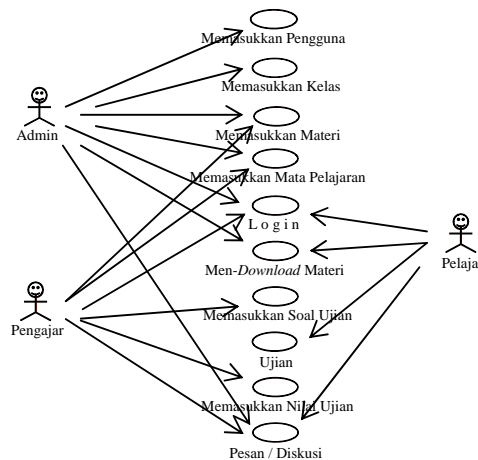 Memasukkan Pengguna
Memasukkan Kelas
Admin
Memasukkan Materi
Memasukkan Mata Pelajaran
Login
Pelaja
Men-Download Materi
Pengajar
Memasukkan Soal Ujian
Ujian
Memasukkan Nilai Ujian
Pesan / Diskusi